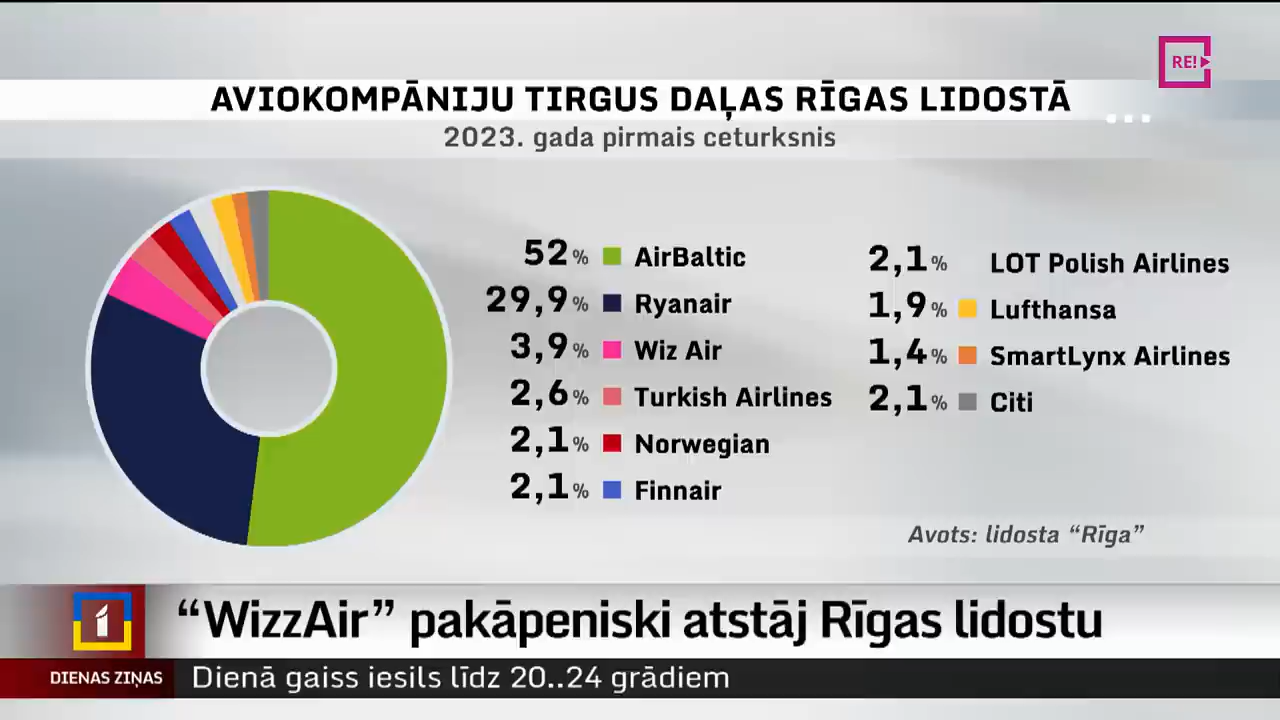 RE!
AVIOKOMPĀNIJU TIRGUS DAĻAS RĪGAS LIDOSTĀ
2023. gada pirmais ceturksnis
52% AirBaltic
29,9% Ryanair
3,9% Wiz Air
2,6% Turkish Airlines
2,1% Norwegian
2,1% Finnair
2,1% LOT Polish Airlines
1,9% Lufthansa
1,4% SmartLynx Airlines
2,1% Citi
Avots: lidosta “Rīga”
1 “WizzAir” pakāpeniski atstāj Rīgas lidostu
DIENAS ZIŅAS Dienā gaiss iesils līdz 20..24 grādiem